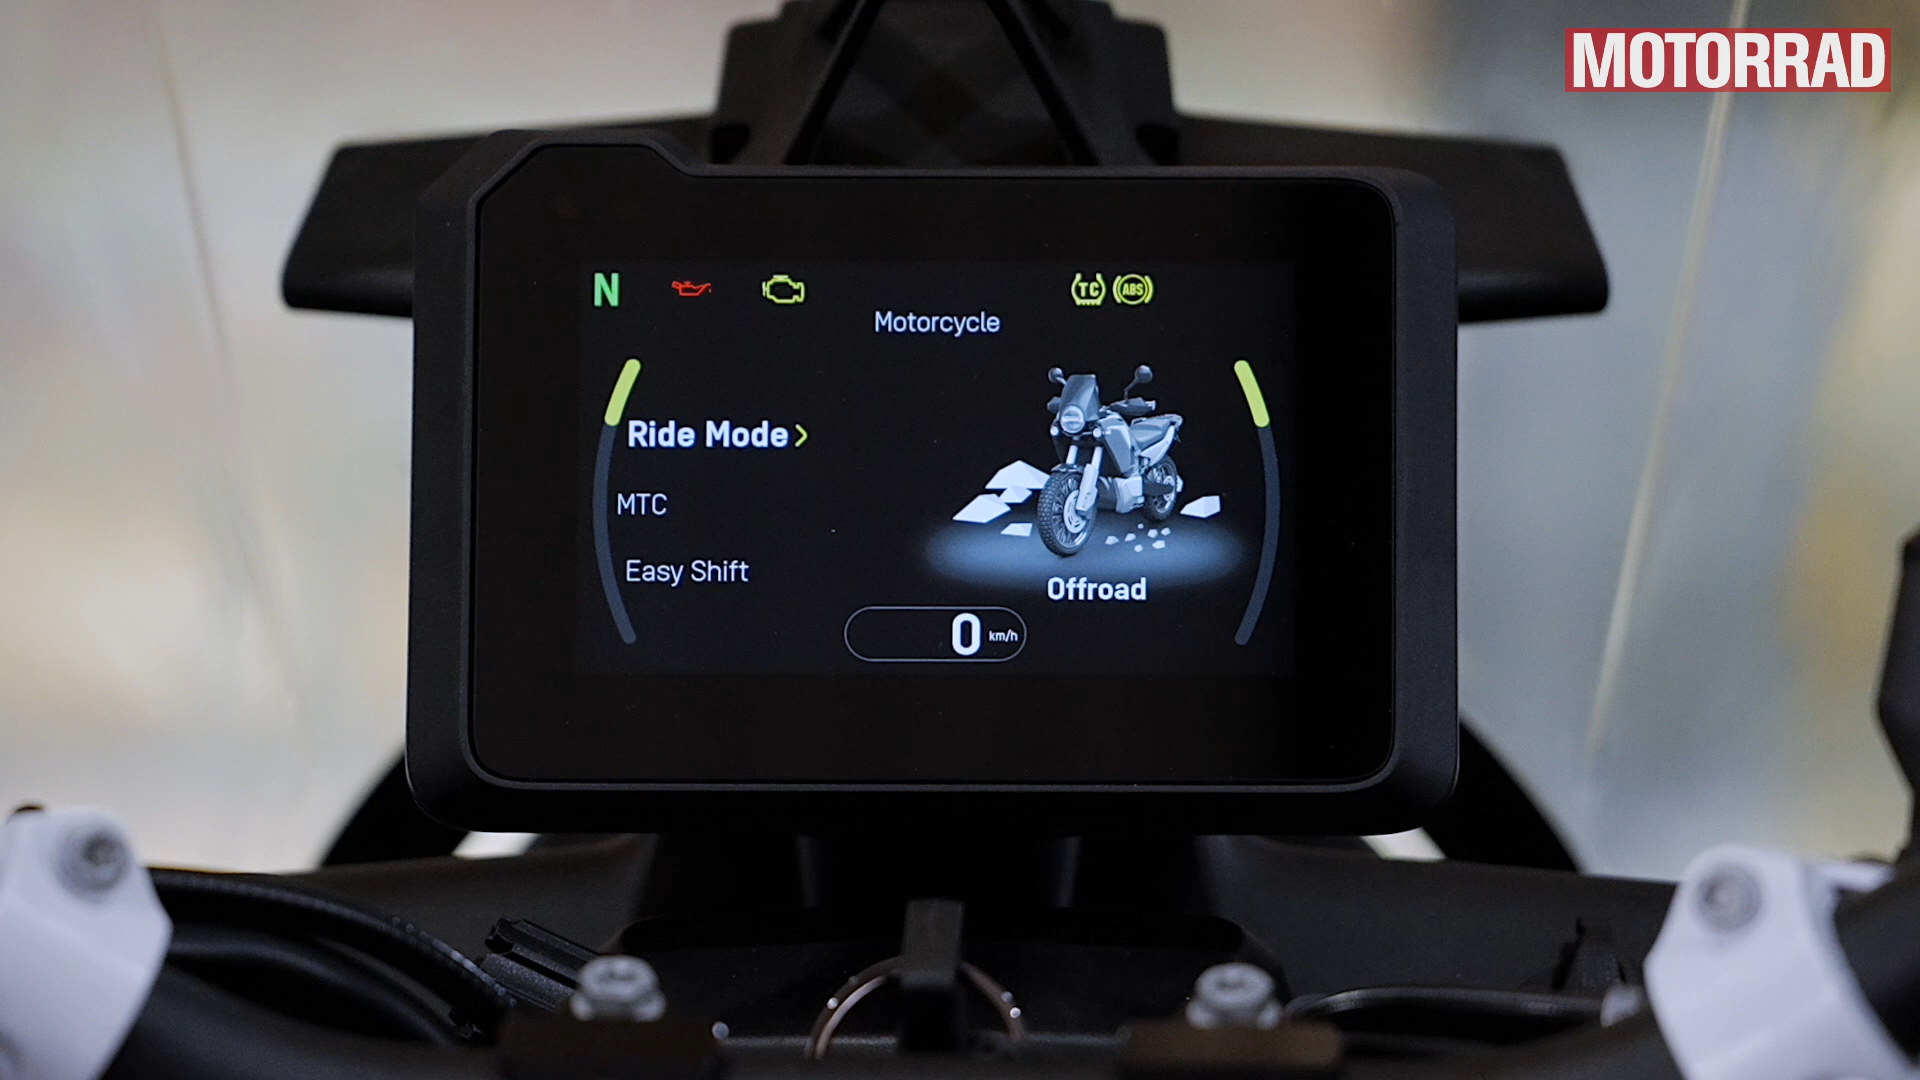 MOTORRAD
N
TC ABS
Motorcycle
Ride Mode
MTC
Easy Shift
Offroad
0 km/h